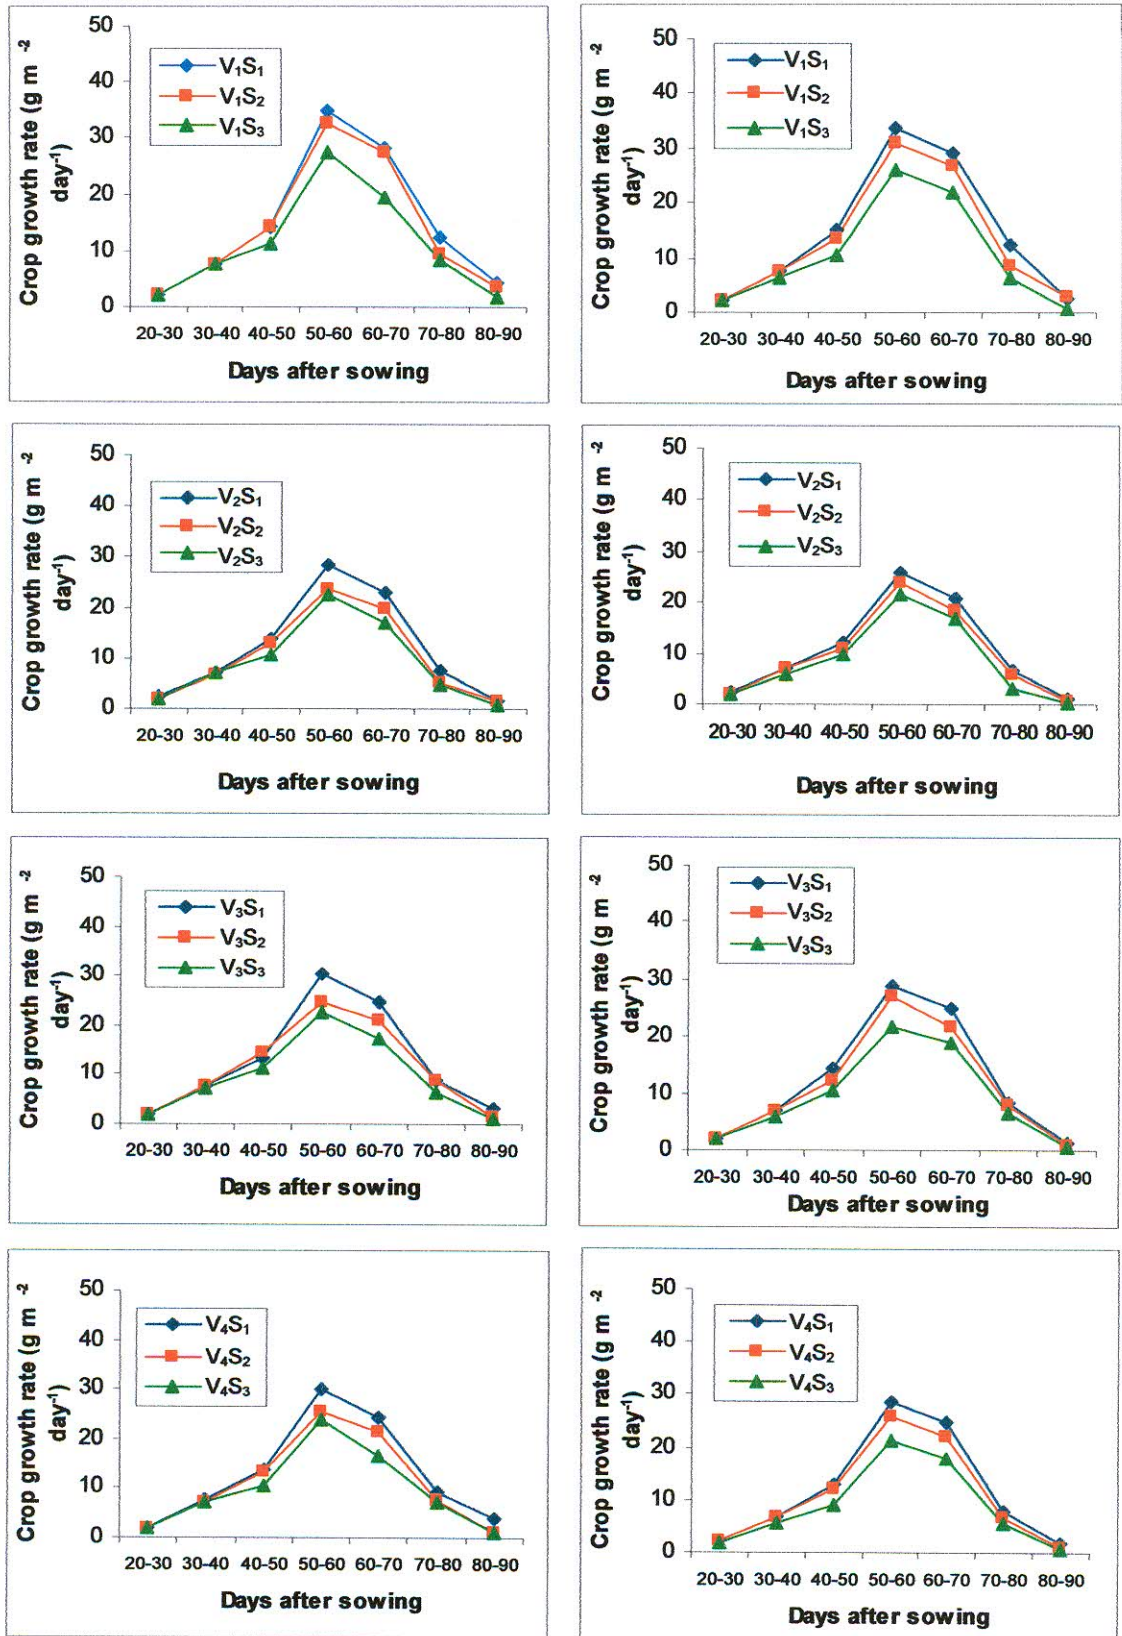 Crop growth rate (g m ⁻²
day⁻¹)
50
40
30
20
10
0
V₁S₁
V₁S₂
V₁S₃
20-30 30-40 40-50 50-60 60-70 70-80 80-90
Days after sowing
Crop growth rate (g m ⁻²
day⁻¹)
50
40
30
20
10
0
V₁S₁
V₁S₂
V₁S₃
20-30 30-40 40-50 50-60 60-70 70-80 80-90
Days after sowing
Crop growth rate (g m ⁻²
day⁻¹)
50
40
30
20
10
0
V₂S₁
V₂S₂
V₂S₃
20-30 30-40 40-50 50-60 60-70 70-80 80-90
Days after sowing
Crop growth rate (g m ⁻²
day⁻¹)
50
40
30
20
10
0
V₂S₁
V₂S₂
V₂S₃
20-30 30-40 40-50 50-60 60-70 70-80 80-90
Days after sowing
Crop growth rate (g m ⁻²
day⁻¹)
50
40
30
20
10
0
V₃S₁
V₃S₂
V₃S₃
20-30 30-40 40-50 50-60 60-70 70-80 80-90
Days after sowing
Crop growth rate (g m ⁻²
day⁻¹)
50
40
30
20
10
0
V₃S₁
V₃S₂
V₃S₃
20-30 30-40 40-50 50-60 60-70 70-80 80-90
Days after sowing
Crop growth rate (g m ⁻²
day⁻¹)
50
40
30
20
10
0
V₄S₁
V₄S₂
V₄S₃
20-30 30-40 40-50 50-60 60-70 70-80 80-90
Days after sowing
Crop growth rate (g m ⁻²
day⁻¹)
50
40
30
20
10
0
V₄S₁
V₄S₂
V₄S₃
20-30 30-40 40-50 50-60 60-70 70-80 80-90
Days after sowing